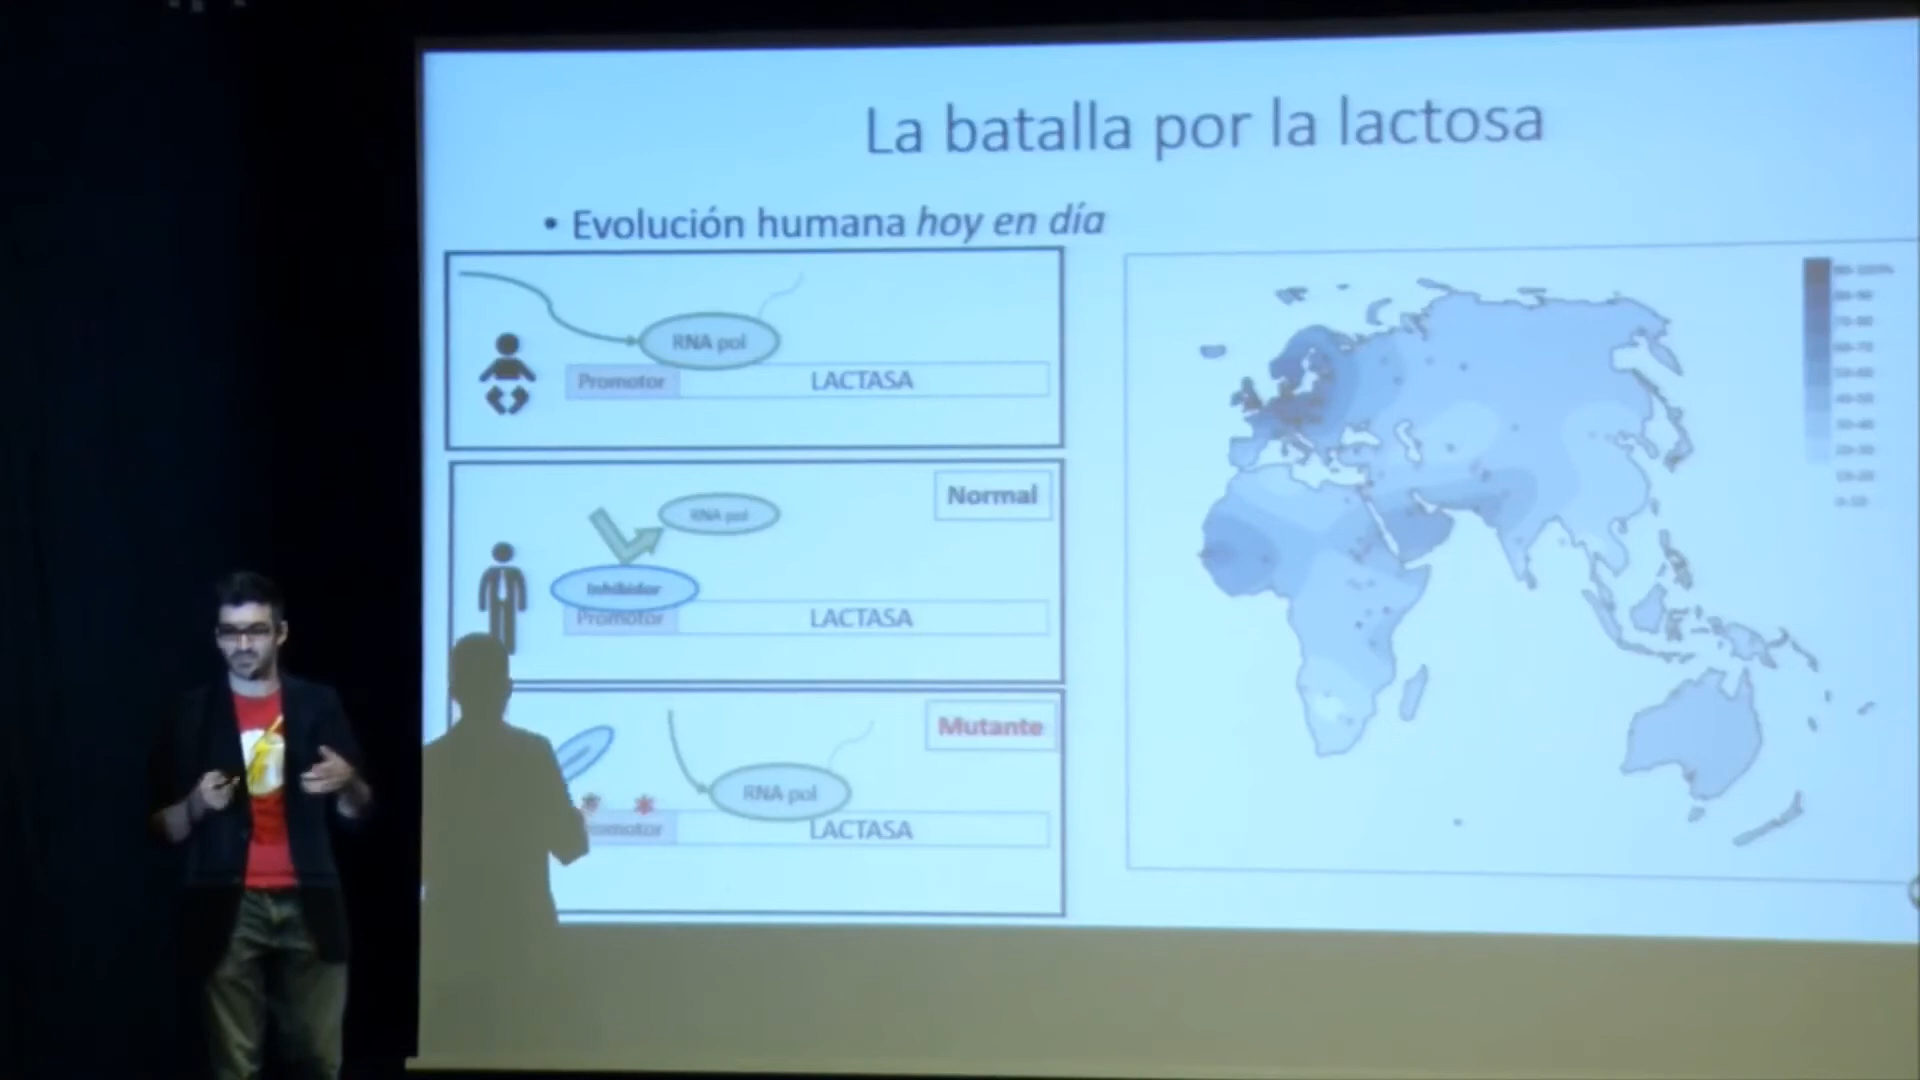 La batalla por la lactosa
• Evolución humana hoy en día
RNA pol
Promotor
LACTASA
Normal
RNA pol
Inhibidor
Promotor
LACTASA
Mutante
RNA pol
omotor
LACTASA